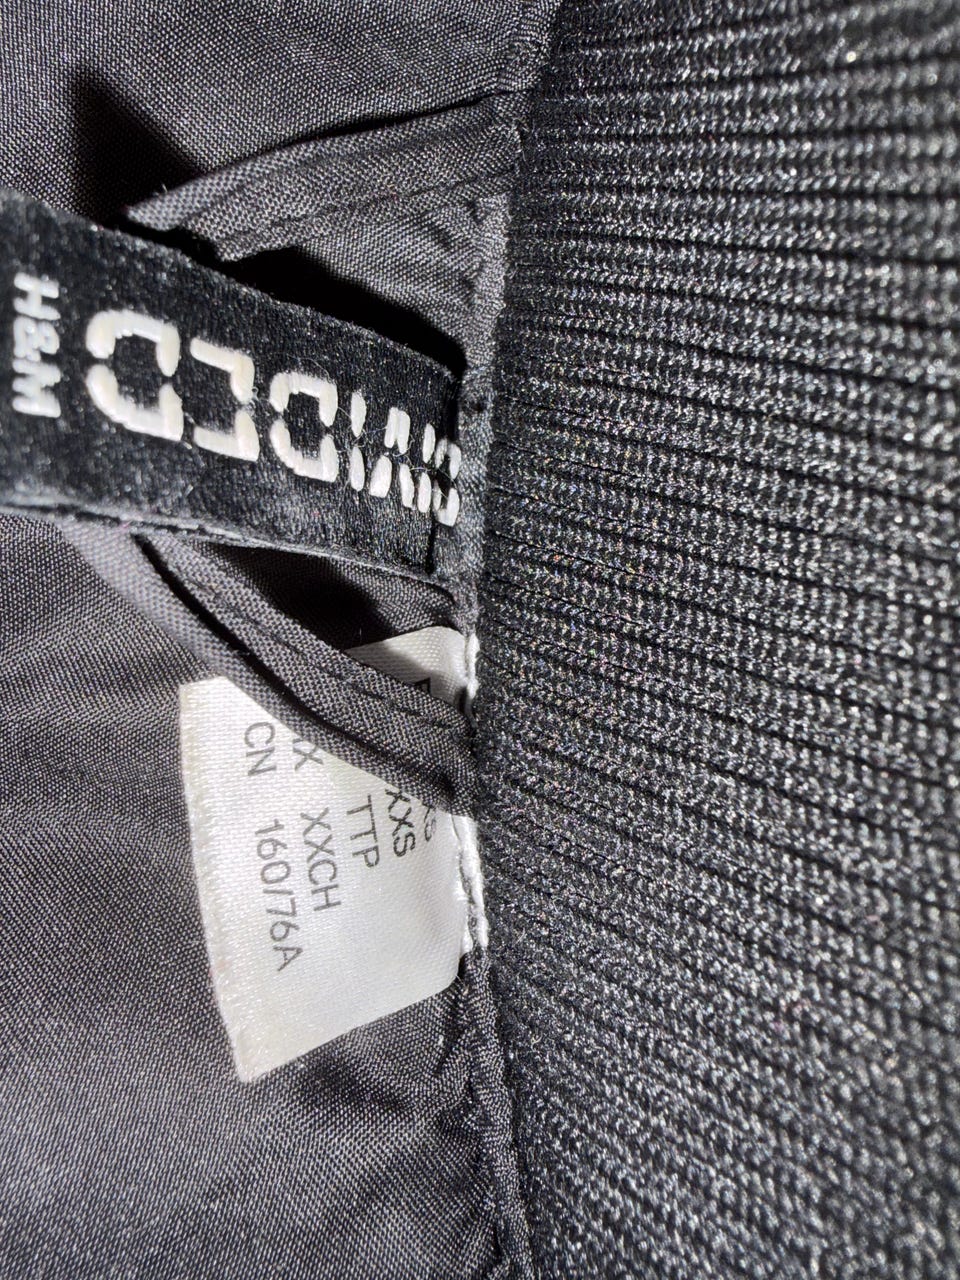 DIVIDED
H&M
XXS
TTP
XXCH
CN 160/76A